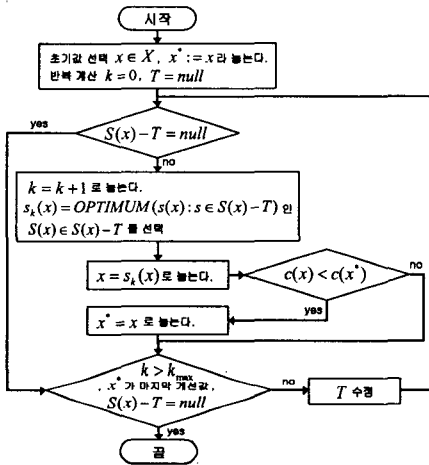 시작
초기값 선택 x ∈ X, x* := x 라 놓는다.
반복 계산 k = 0, T = null
yes
S(x) − T = null
no
k = k + 1 로 놓는다.
s_k(x) = OPTIMUM(s(x) : s ∈ S(x) − T) 인
S(x) ∈ S(x) − T 를 선택
x = s_k(x) 로 놓는다.
c(x) < c(x*)
no
yes
x* = x 로 놓는다.
k > k_max
, x* 가 마지막 개선값,
S(x) − T = null
no
T 수정
yes
끝